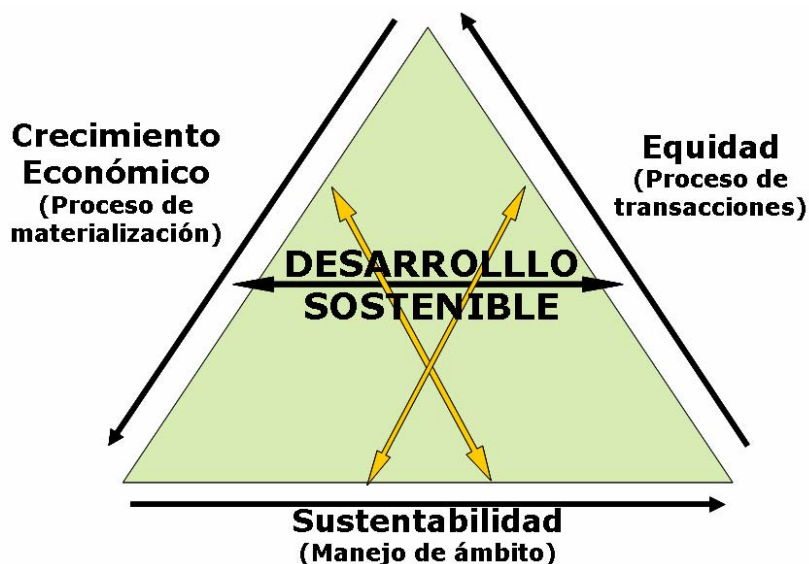 Crecimiento
Económico
(Proceso de
materialización)
Equidad
(Proceso de
transacciones)
DESARROLLLO
SOSTENIBLE
Sustentabilidad
(Manejo de ámbito)